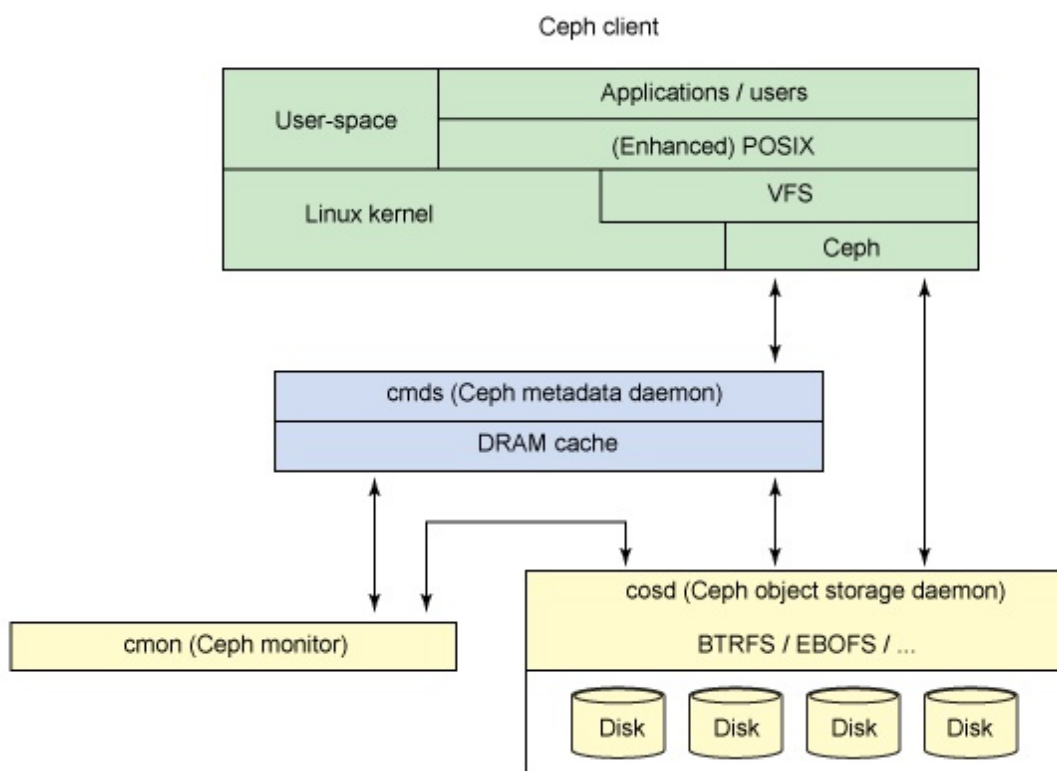 Ceph client
User-space
Applications / users
(Enhanced) POSIX
Linux kernel
VFS
Ceph
cmds (Ceph metadata daemon)
DRAM cache
cmon (Ceph monitor)
cosd (Ceph object storage daemon)
BTRFS / EBOFS / ...
Disk
Disk
Disk
Disk